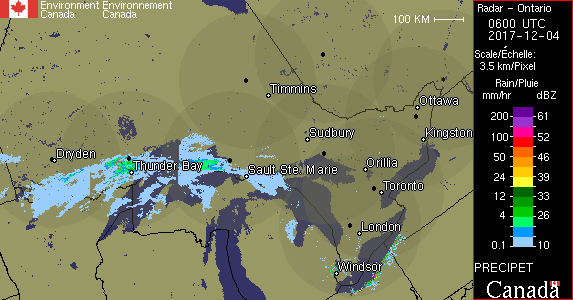 Environment Environnement
Canada Canada
100 KM
Timmins
Ottawa
Sudbury
Kingston
Dryden
Thunder Bay
Sault Ste. Marie
Orillia
Toronto
London
Windsor
Radar - Ontario
0600 UTC
2017-12-04
Scale/Échelle:
3.5 km/Pixel
Rain/Pluie
mm/hr dBZ
200 61
100 52
50 46
24 39
12 33
4 26
0.1 10
PRECIPET
Canada